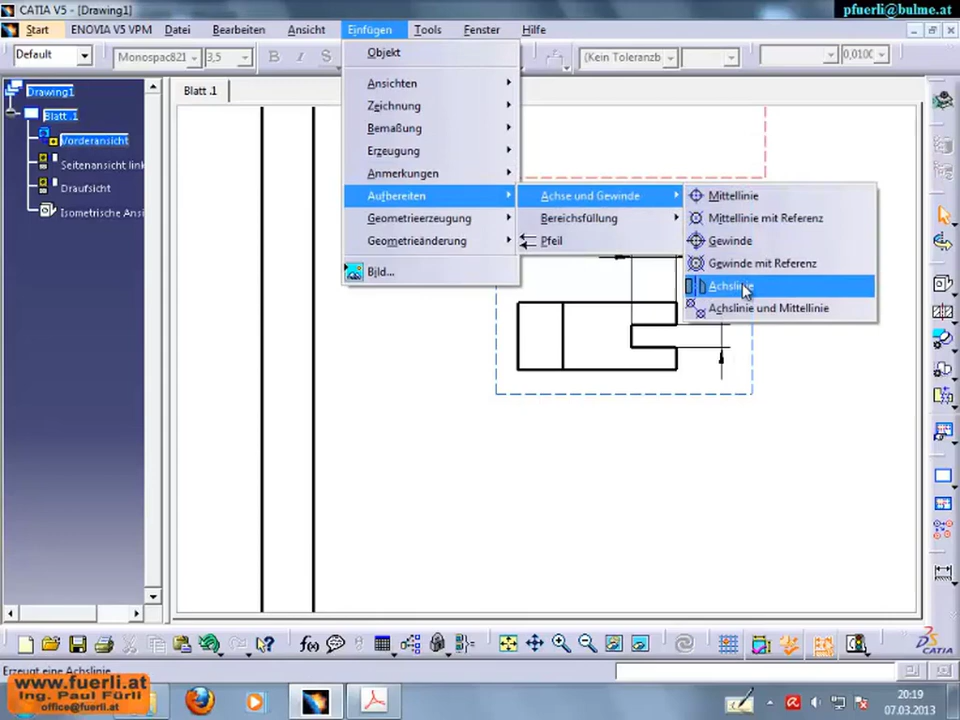 CATIA V5 - [Drawing1]
pfuerli@bulme.at
Start ENOVIA V5 VPM Datei Bearbeiten Ansicht Einfügen Tools Fenster Hilfe
Default Monospac821 3,5 B I S (Kein Toleranzb 0,010(
Objekt
Ansichten
Zeichnung
Bemaßung
Erzeugung
Anmerkungen
Aufbereiten
Geometrieerzeugung
Geometrieänderung
Bild...
Achse und Gewinde
Bereichsfüllung
Pfeil
Mittellinie
Mittellinie mit Referenz
Gewinde
Gewinde mit Referenz
Achslinie
Achslinie und Mittellinie
Drawing1
Blatt .1
Vorderansicht
Seitenansicht link
Draufsicht
Isometrische Ansi
Blatt .1
f(x)
CATIA
Erzeugt eine Achslinie
www.fuerli.at
Ing. Paul Fürli
office@fuerli.at
20:19
07.03.2013